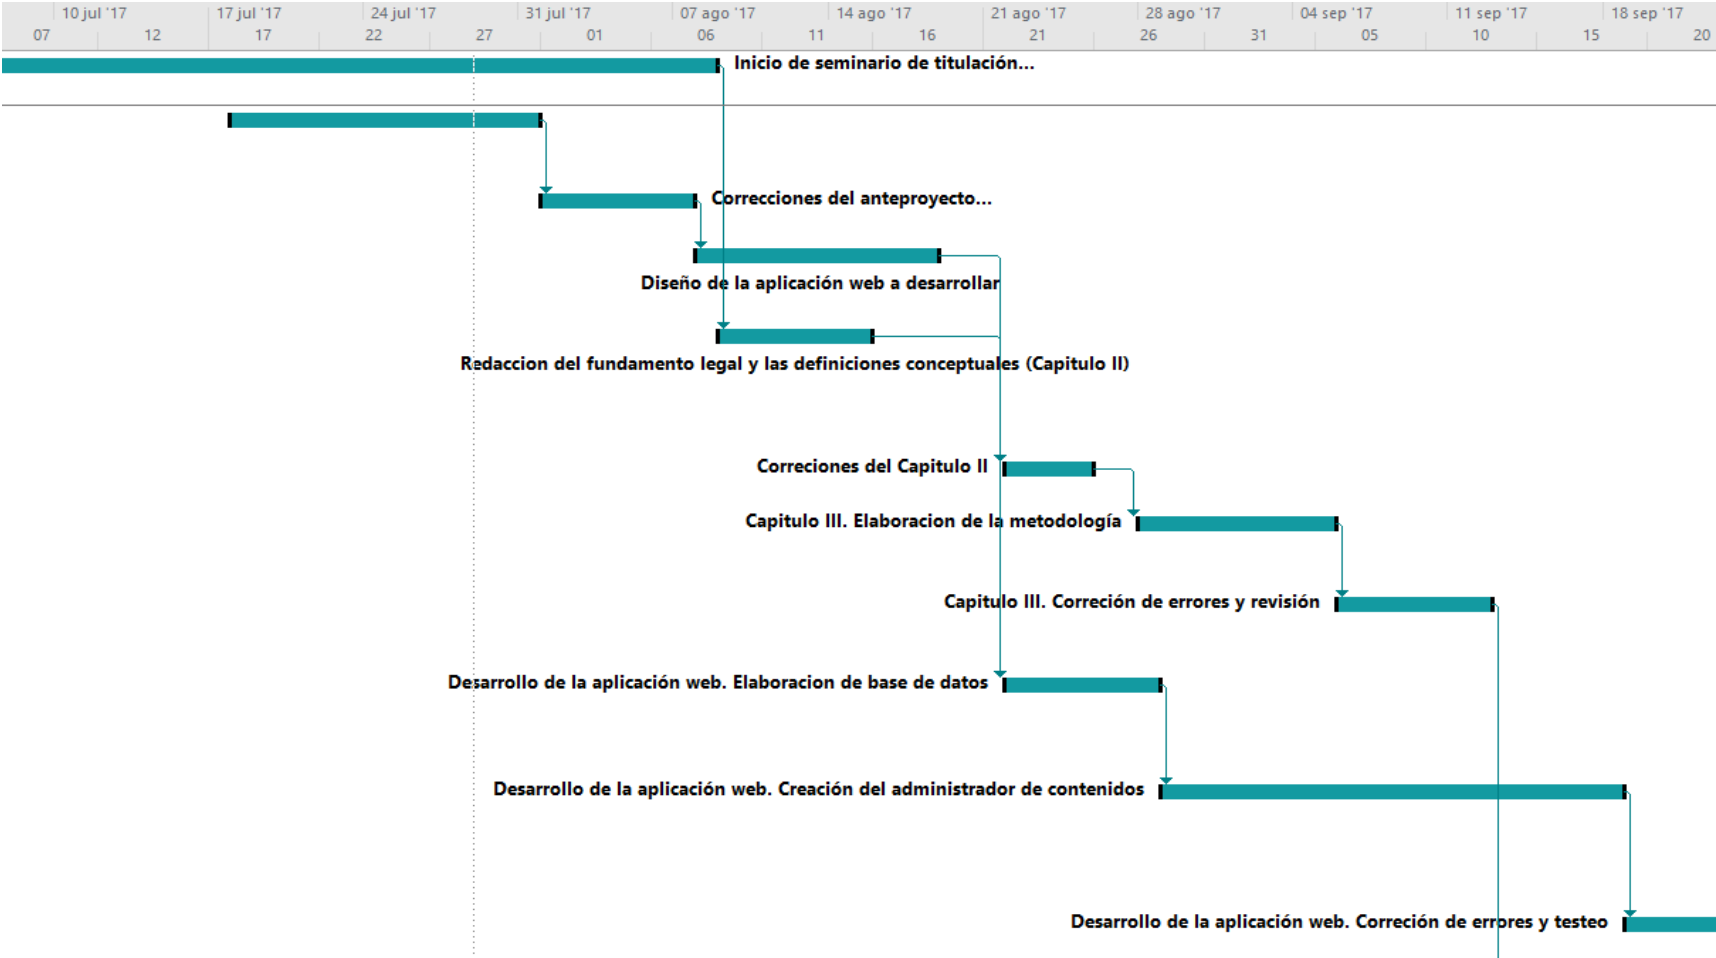 10 jul '17 17 jul '17 24 jul '17 31 jul '17 07 ago '17 14 ago '17 21 ago '17 28 ago '17 04 sep '17 11 sep '17 18 sep '17
07 12 17 22 27 01 06 11 16 21 26 31 05 10 15 20
Inicio de seminario de titulación...
Correcciones del anteproyecto...
Diseño de la aplicación web a desarrollar
Redaccion del fundamento legal y las definiciones conceptuales (Capitulo II)
Correciones del Capitulo II
Capitulo III. Elaboracion de la metodología
Capitulo III. Correción de errores y revisión
Desarrollo de la aplicación web. Elaboracion de base de datos
Desarrollo de la aplicación web. Creación del administrador de contenidos
Desarrollo de la aplicación web. Correción de errores y testeo